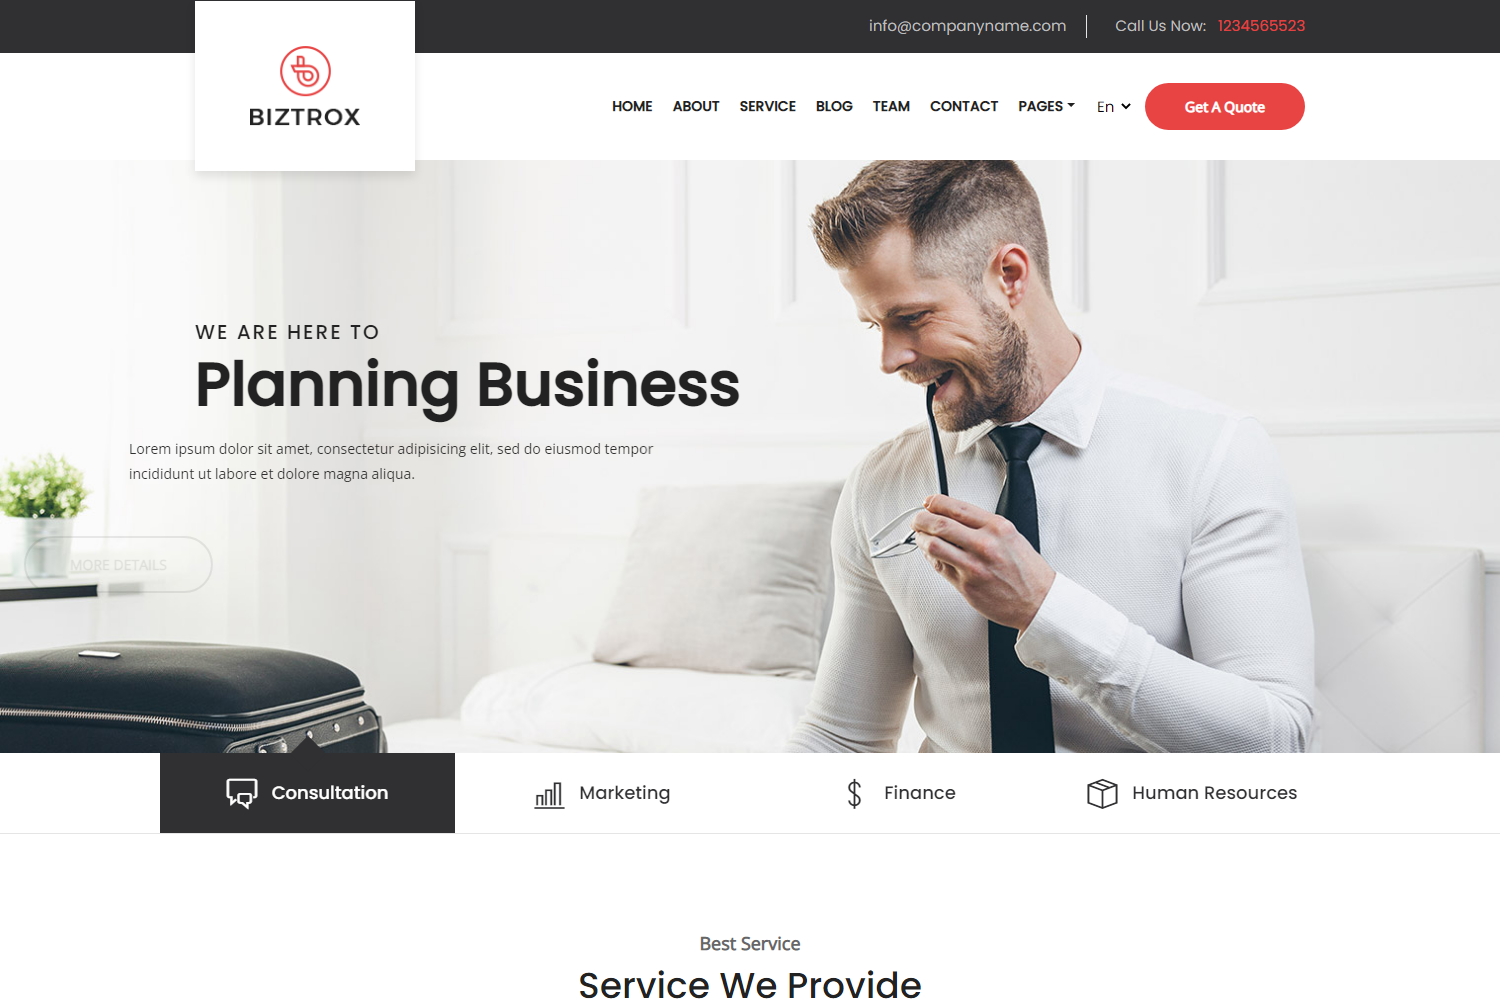 info@companyname.com
Call Us Now: 1234565523
BIZTROX
HOME ABOUT SERVICE BLOG TEAM CONTACT PAGES En Get A Quote
WE ARE HERE TO
Planning Business
Lorem ipsum dolor sit amet, consectetur adipisicing elit, sed do eiusmod tempor
incididunt ut labore et dolore magna aliqua.
MORE DETAILS
Consultation Marketing Finance Human Resources
Best Service
Service We Provide